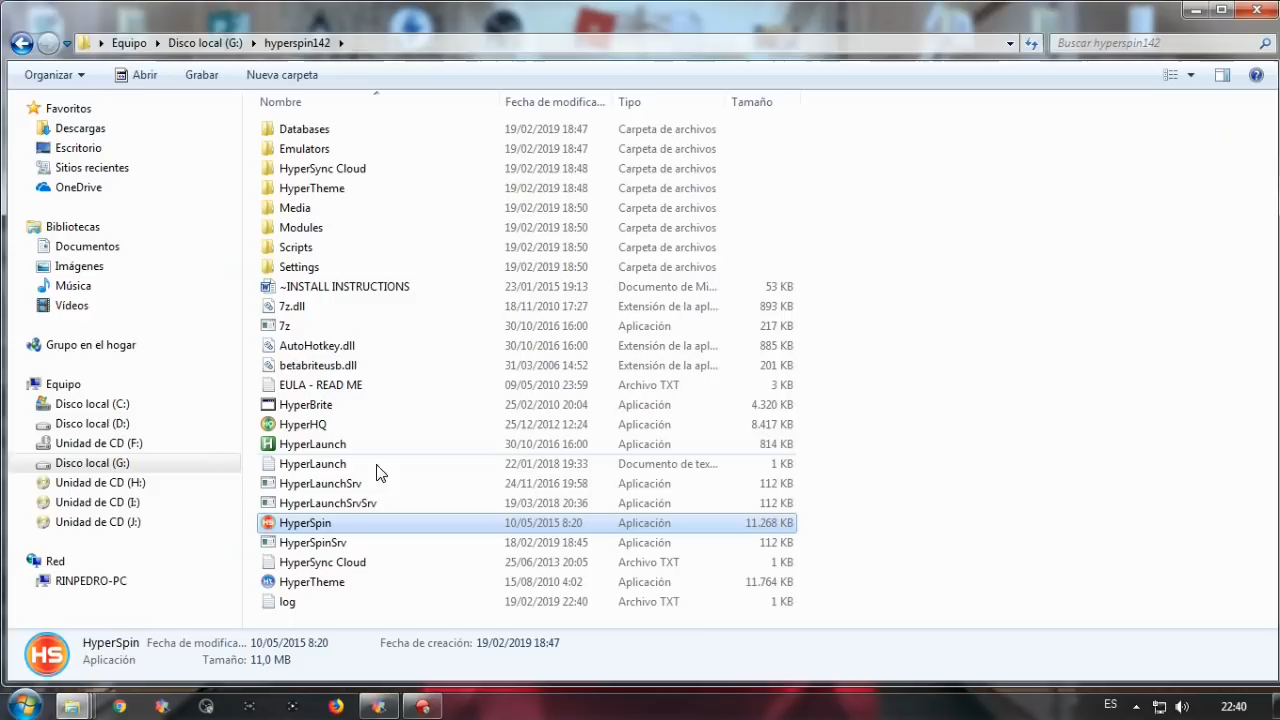 Equipo Disco local (G:) hyperspin142 Buscar hyperspin142
Organizar Abrir Grabar Nueva carpeta
Favoritos
Descargas
Escritorio
Sitios recientes
OneDrive
Bibliotecas
Documentos
Imágenes
Música
Vídeos
Grupo en el hogar
Equipo
Disco local (C:)
Disco local (D:)
Unidad de CD (F:)
Disco local (G:)
Unidad de CD (H:)
Unidad de CD (I:)
Unidad de CD (J:)
Red
RINPEDRO-PC
Nombre Fecha de modifica... Tipo Tamaño
Databases 19/02/2019 18:47 Carpeta de archivos
Emulators 19/02/2019 18:47 Carpeta de archivos
HyperSync Cloud 19/02/2019 18:48 Carpeta de archivos
HyperTheme 19/02/2019 18:48 Carpeta de archivos
Media 19/02/2019 18:50 Carpeta de archivos
Modules 19/02/2019 18:50 Carpeta de archivos
Scripts 19/02/2019 18:50 Carpeta de archivos
Settings 19/02/2019 18:50 Carpeta de archivos
~INSTALL INSTRUCTIONS 23/01/2015 19:13 Documento de Mi... 53 KB
7z.dll 18/11/2010 17:27 Extensión de la apl... 893 KB
7z 30/10/2016 16:00 Aplicación 217 KB
AutoHotkey.dll 30/10/2016 16:00 Extensión de la apl... 885 KB
betabriteusb.dll 31/03/2006 14:52 Extensión de la apl... 201 KB
EULA - READ ME 09/05/2010 23:59 Archivo TXT 3 KB
HyperBrite 25/02/2010 20:04 Aplicación 4.320 KB
HyperHQ 25/12/2012 12:24 Aplicación 8.417 KB
HyperLaunch 30/10/2016 16:00 Aplicación 814 KB
HyperLaunch 22/01/2018 19:33 Documento de tex... 1 KB
HyperLaunchSrv 24/11/2016 19:58 Aplicación 112 KB
HyperLaunchSrvSrv 19/03/2018 20:36 Aplicación 112 KB
HyperSpin 10/05/2015 8:20 Aplicación 11.268 KB
HyperSpinSrv 18/02/2019 18:45 Aplicación 112 KB
HyperSync Cloud 25/06/2013 20:05 Archivo TXT 1 KB
HyperTheme 15/08/2010 4:02 Aplicación 11.764 KB
log 19/02/2019 22:40 Archivo TXT 1 KB
HS HyperSpin Fecha de modifica... 10/05/2015 8:20 Fecha de creación: 19/02/2019 18:47
Aplicación Tamaño: 11,0 MB
ES 22:40